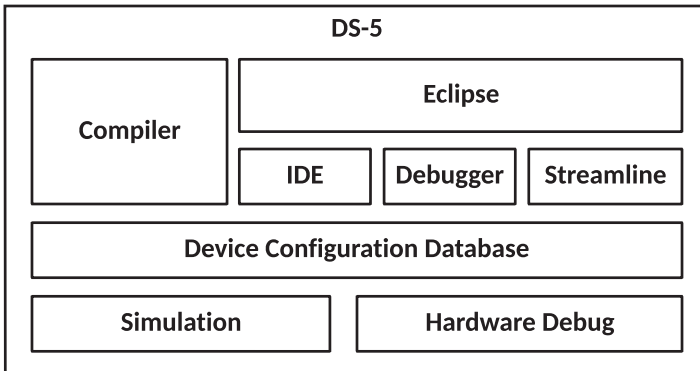 DS-5
Compiler
Eclipse
IDE
Debugger
Streamline
Device Configuration Database
Simulation
Hardware Debug